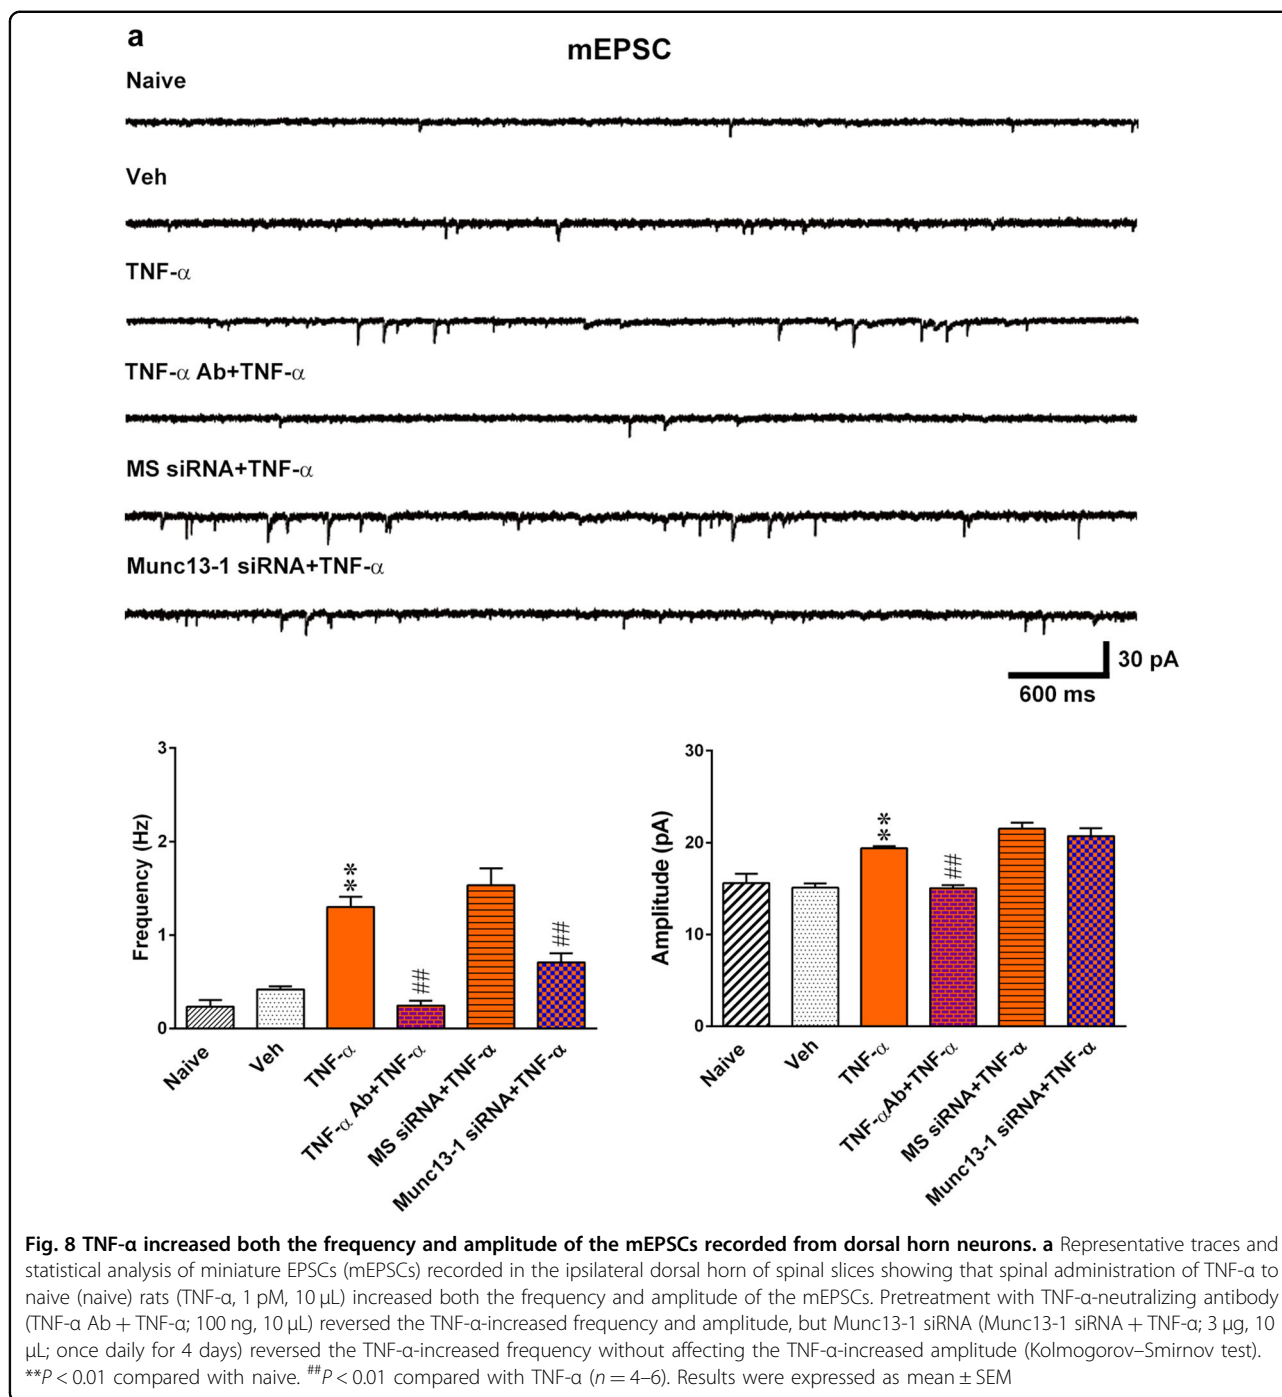 a
mEPSC
Naive
Veh
TNF-α
TNF-α Ab+TNF-α
MS siRNA+TNF-α
Munc13-1 siRNA+TNF-α
30 pA
600 ms
3
2
1
0
Frequency (Hz)
**
##
##
Naive
Veh
TNF-α
TNF-α Ab+TNF-α
MS siRNA+TNF-α
Munc13-1 siRNA+TNF-α
30
20
10
0
Amplitude (pA)
**
##
Naive
Veh
TNF-α
TNF-αAb+TNF-α
MS siRNA+TNF-α
Munc13-1 siRNA+TNF-α
Fig. 8 TNF-α increased both the frequency and amplitude of the mEPSCs recorded from dorsal horn neurons. a Representative traces and
statistical analysis of miniature EPSCs (mEPSCs) recorded in the ipsilateral dorsal horn of spinal slices showing that spinal administration of TNF-α to
naive (naive) rats (TNF-α, 1 pM, 10 μL) increased both the frequency and amplitude of the mEPSCs. Pretreatment with TNF-α-neutralizing antibody
(TNF-α Ab + TNF-α; 100 ng, 10 μL) reversed the TNF-α-increased frequency and amplitude, but Munc13-1 siRNA (Munc13-1 siRNA + TNF-α; 3 μg, 10
μL; once daily for 4 days) reversed the TNF-α-increased frequency without affecting the TNF-α-increased amplitude (Kolmogorov–Smirnov test).
**P < 0.01 compared with naive. ##P < 0.01 compared with TNF-α (n = 4–6). Results were expressed as mean ± SEM